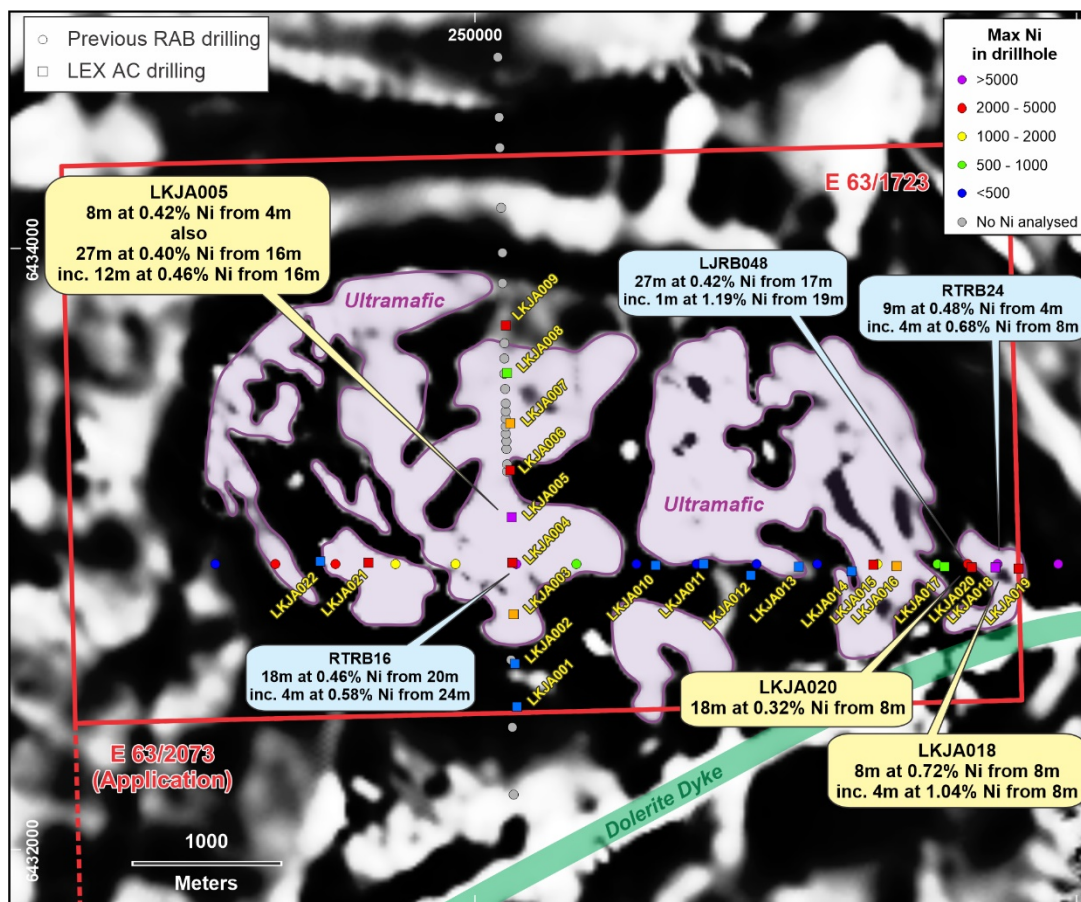 Previous RAB drilling
LEX AC drilling
250000
Max Ni
in drillhole
>5000
2000 - 5000
1000 - 2000
500 - 1000
<500
No Ni analysed
E 63/1723
LKJA005
8m at 0.42% Ni from 4m
also
27m at 0.40% Ni from 16m
inc. 12m at 0.46% Ni from 16m
6434000
LJRB048
27m at 0.42% Ni from 17m
inc. 1m at 1.19% Ni from 19m
RTRB24
9m at 0.48% Ni from 4m
inc. 4m at 0.68% Ni from 8m
Ultramafic
LKJA009
LKJA008
LKJA007
LKJA006
LKJA005
LKJA004
LKJA003
LKJA002
LKJA001
Ultramafic
LKJA022
LKJA021
LKJA010
LKJA011
LKJA012
LKJA013
LKJA014
LKJA015
LKJA016
LKJA017
LKJA020
LKJA018
LKJA019
RTRB16
18m at 0.46% Ni from 20m
inc. 4m at 0.58% Ni from 24m
LKJA020
18m at 0.32% Ni from 8m
LKJA018
8m at 0.72% Ni from 8m
inc. 4m at 1.04% Ni from 8m
E 63/2073
(Application)
Dolerite Dyke
6432000
1000
Meters